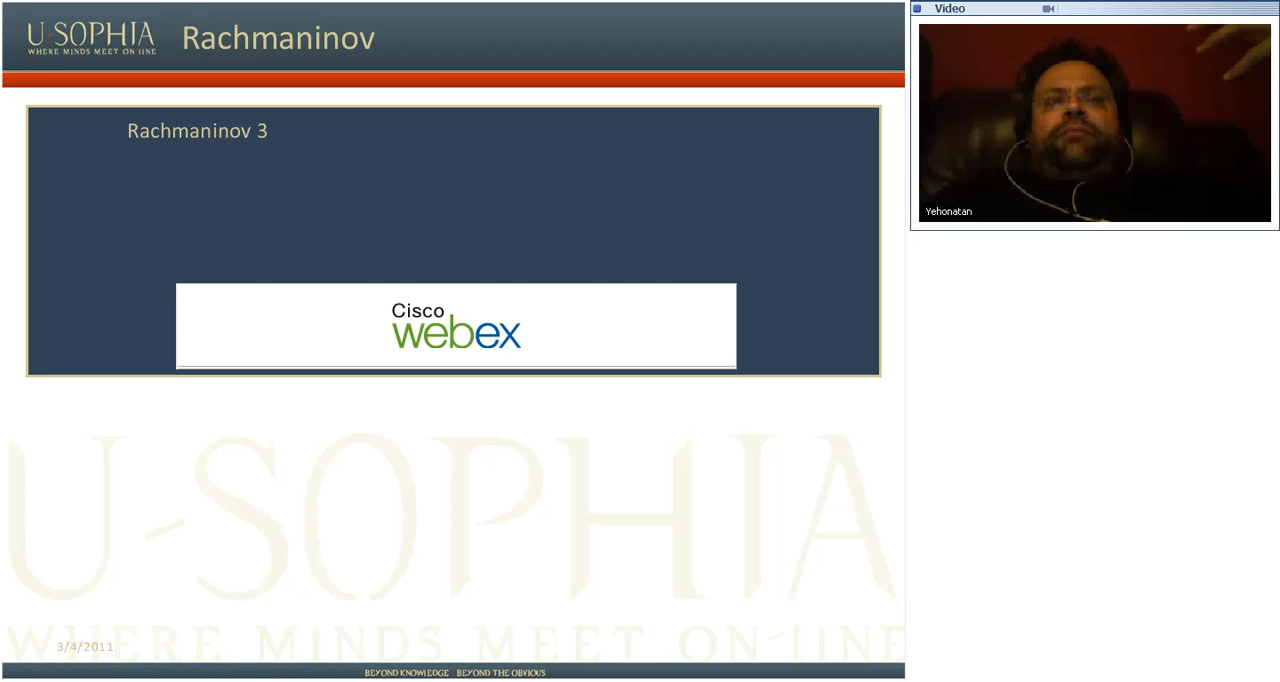 U-SOPHIA
WHERE MINDS MEET ON-LINE
Rachmaninov
Rachmaninov 3
Cisco
webex
U-SOPHIA
WHERE MINDS MEET ON-LINE
3/4/2011
BEYOND KNOWLEDGE BEYOND THE OBVIOUS
Video
Yehonatan